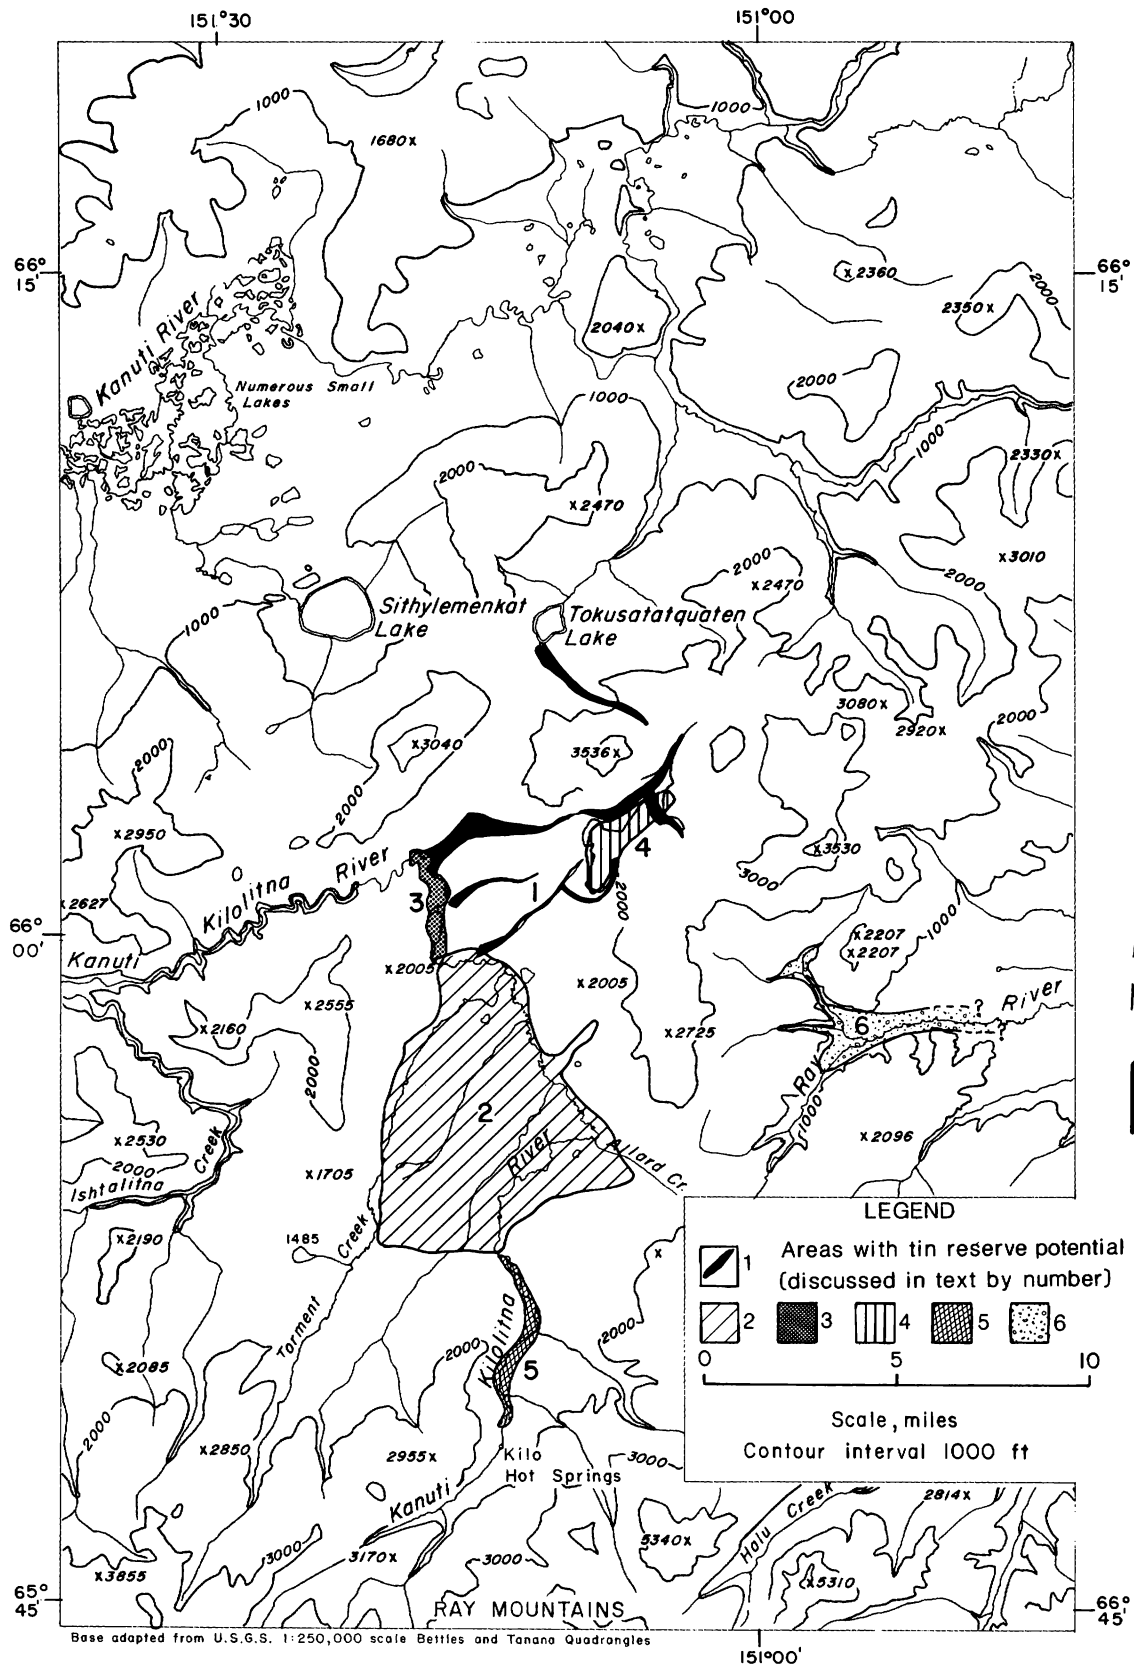 151°30'
151°00
1000
1000
1680x
66°
15'
66°
15'
x2360
2000
2350x
2040x
Kanuti River
Numerous Small
Lakes
2000
1000
1000
2330x
2000
x2470
x3010
2000
x2470
2000
Sithylemenkat
Lake
Tokusatatquaten
Lake
1000
3080x
2920x
2000
x3040
3536x
2000
2000
x2950
x3530
4
3000
Kilolitna River
1
3
2000
x2627
1000
66°
00'
x2207
x2207
Kanuti
x2005
x2005
x2555
?
River
x2160
x2725
6
?
2000
Ray
2
1000
x2530
x2096
Creek
River
Allard Cr.
2000
Ishtalitna
x1705
x2190
1485
Creek
x
LEGEND
1 Areas with tin reserve potential
(discussed in text by number)
2 3 4 5 6
0 5 10
Scale, miles
Contour interval 1000 ft
Torment
Kilolitna
2000
2000
x2085
5
2000
x2850
2955x
Kilo
Hot Springs
3000
Kanuti
2814x
Halu Creek
5340x
3000
3170x
3000
x3855
x5310
65°
45'
66°
45'
RAY MOUNTAINS
Base adapted from U.S.G.S. 1:250,000 scale Bettles and Tanana Quadrangles
151°00'